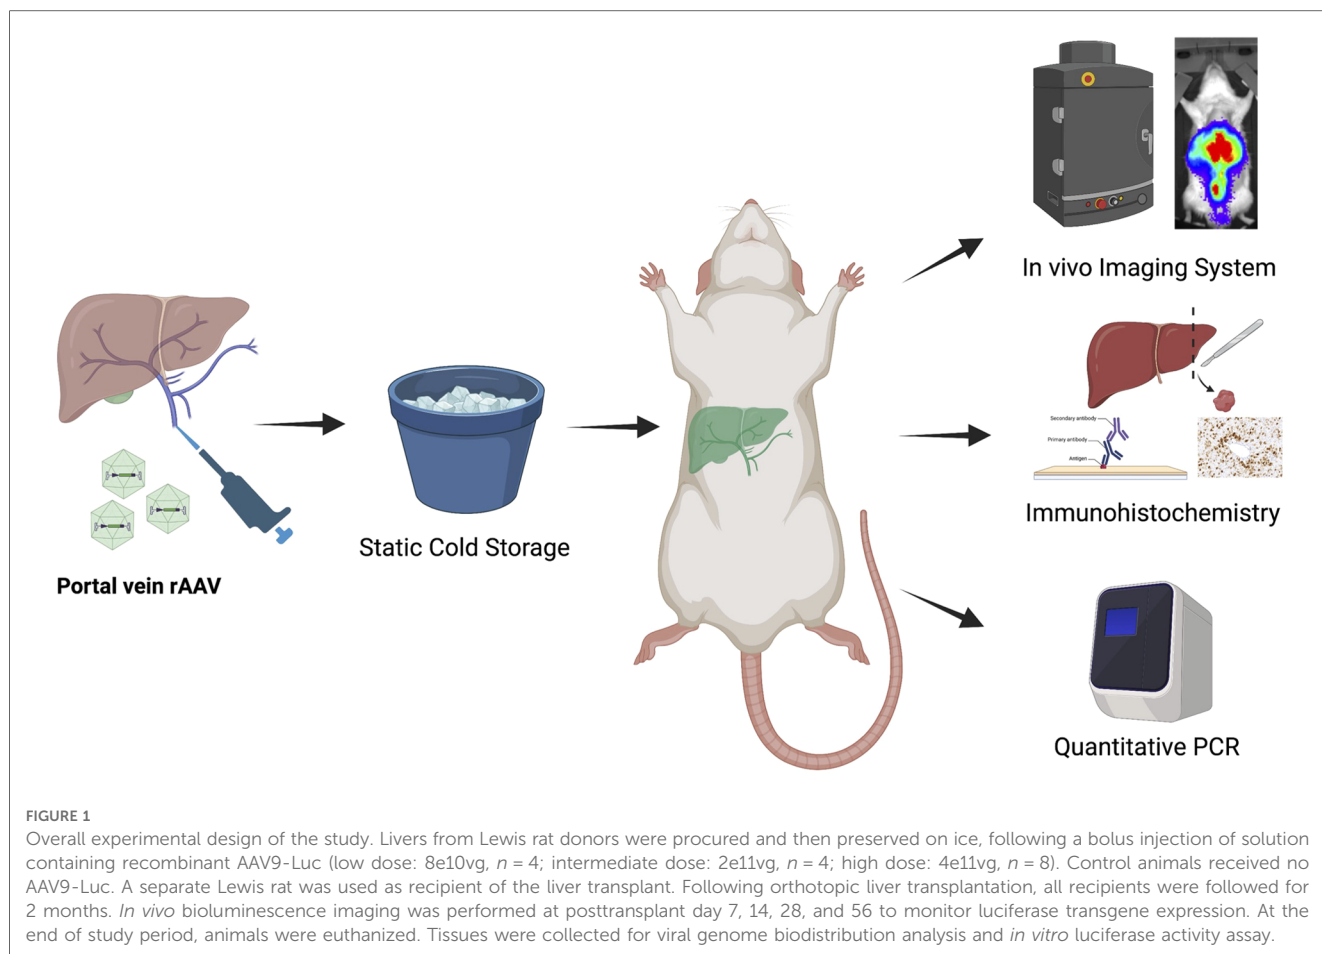 In vivo Imaging System
Secondary antibody
Primary antibody
Antigen
Immunohistochemistry
Static Cold Storage
Portal vein rAAV
Quantitative PCR
FIGURE 1
Overall experimental design of the study. Livers from Lewis rat donors were procured and then preserved on ice, following a bolus injection of solution
containing recombinant AAV9-Luc (low dose: 8e10vg, n = 4; intermediate dose: 2e11vg, n = 4; high dose: 4e11vg, n = 8). Control animals received no
AAV9-Luc. A separate Lewis rat was used as recipient of the liver transplant. Following orthotopic liver transplantation, all recipients were followed for
2 months. In vivo bioluminescence imaging was performed at posttransplant day 7, 14, 28, and 56 to monitor luciferase transgene expression. At the
end of study period, animals were euthanized. Tissues were collected for viral genome biodistribution analysis and in vitro luciferase activity assay.